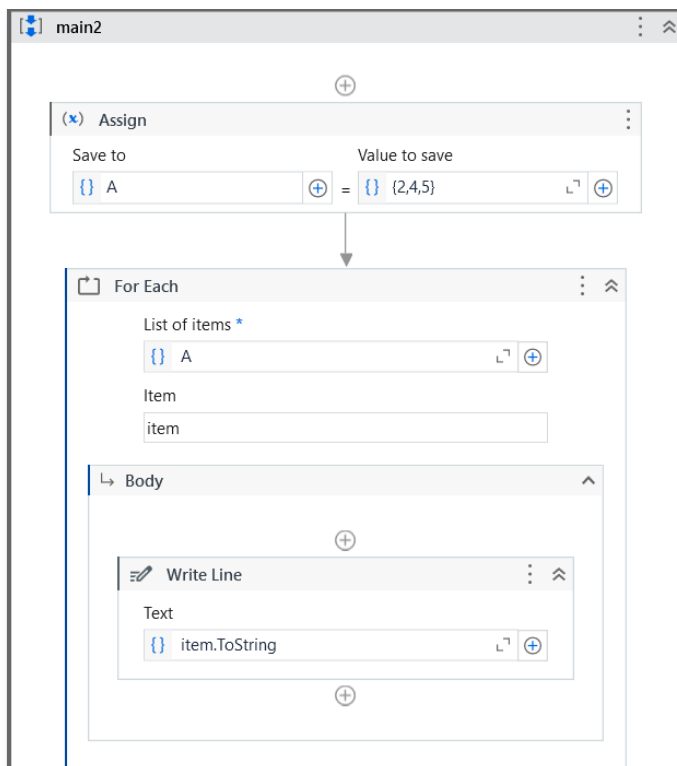 main2
(x) Assign
Save to Value to save
{} A = {} {2,4,5}
For Each
List of items *
{} A
Item
item
Body
Write Line
Text
{} item.ToString